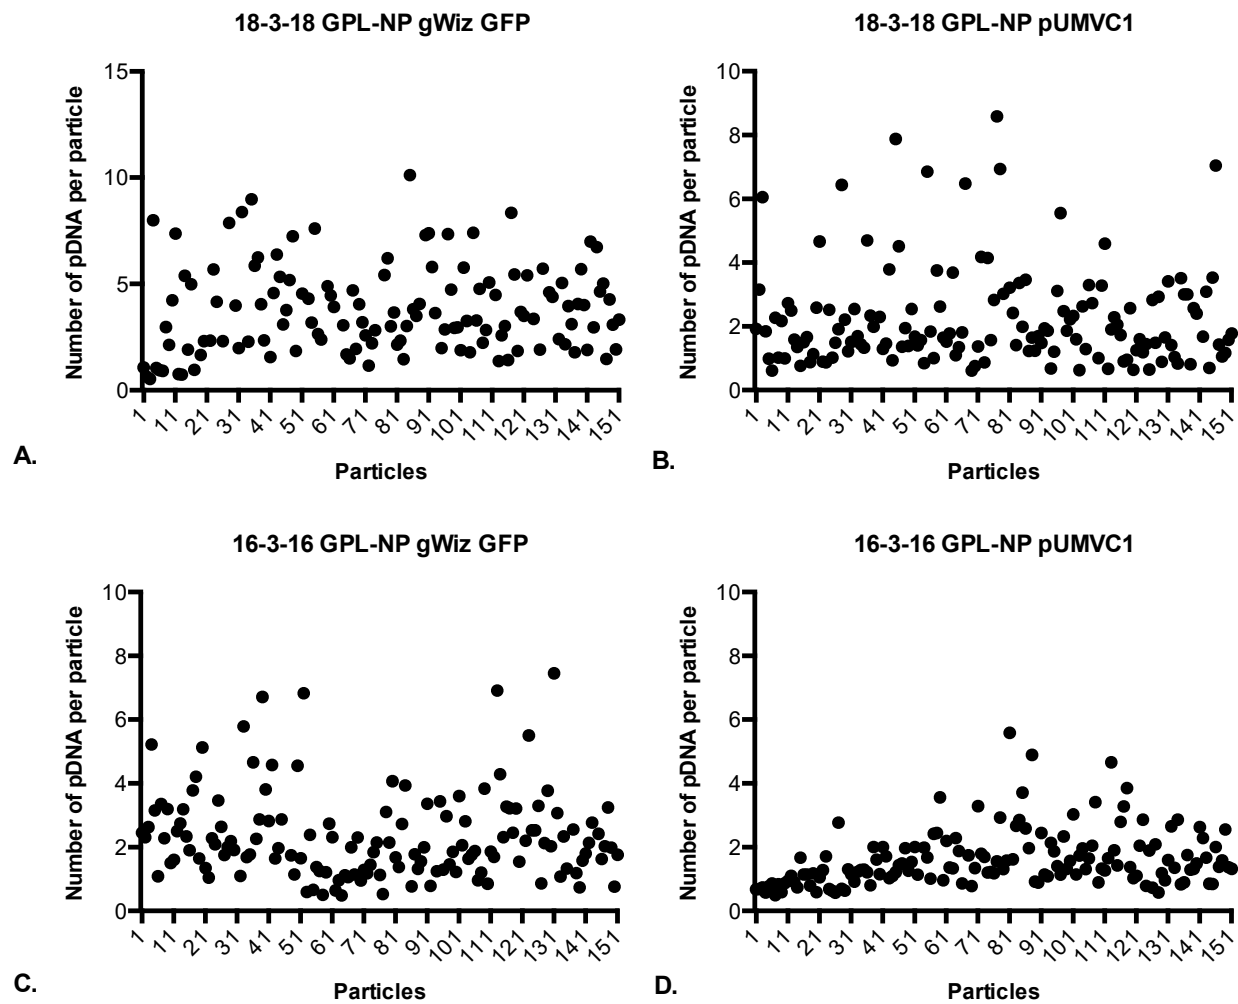 18-3-18 GPL-NP gWiz GFP
Number of pDNA per particle
15
10
5
0
1 11 21 31 41 51 61 71 81 91 101 111 121 131 141 151
A.
Particles
18-3-18 GPL-NP pUMVC1
Number of pDNA per particle
10
8
6
4
2
0
1 11 21 31 41 51 61 71 81 91 101 111 121 131 141 151
B.
Particles
16-3-16 GPL-NP gWiz GFP
Number of pDNA per particle
10
8
6
4
2
0
1 11 21 31 41 51 61 71 81 91 101 111 121 131 141 151
C.
Particles
16-3-16 GPL-NP pUMVC1
Number of pDNA per particle
10
8
6
4
2
0
1 11 21 31 41 51 61 71 81 91 101 111 121 131 141 151
D.
Particles